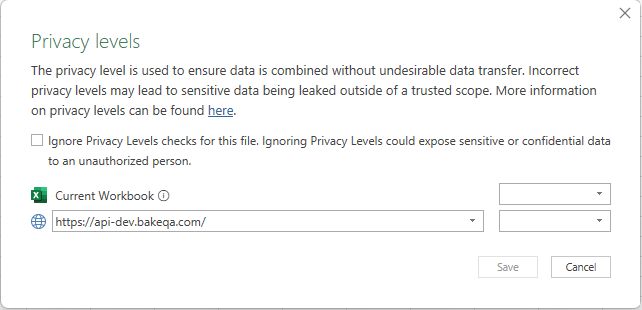 Privacy levels
The privacy level is used to ensure data is combined without undesirable data transfer. Incorrect
privacy levels may lead to sensitive data being leaked outside of a trusted scope. More information
on privacy levels can be found here.
Ignore Privacy Levels checks for this file. Ignoring Privacy Levels could expose sensitive or confidential data
to an unauthorized person.
Current Workbook
https://api-dev.bakeqa.com/
Save Cancel